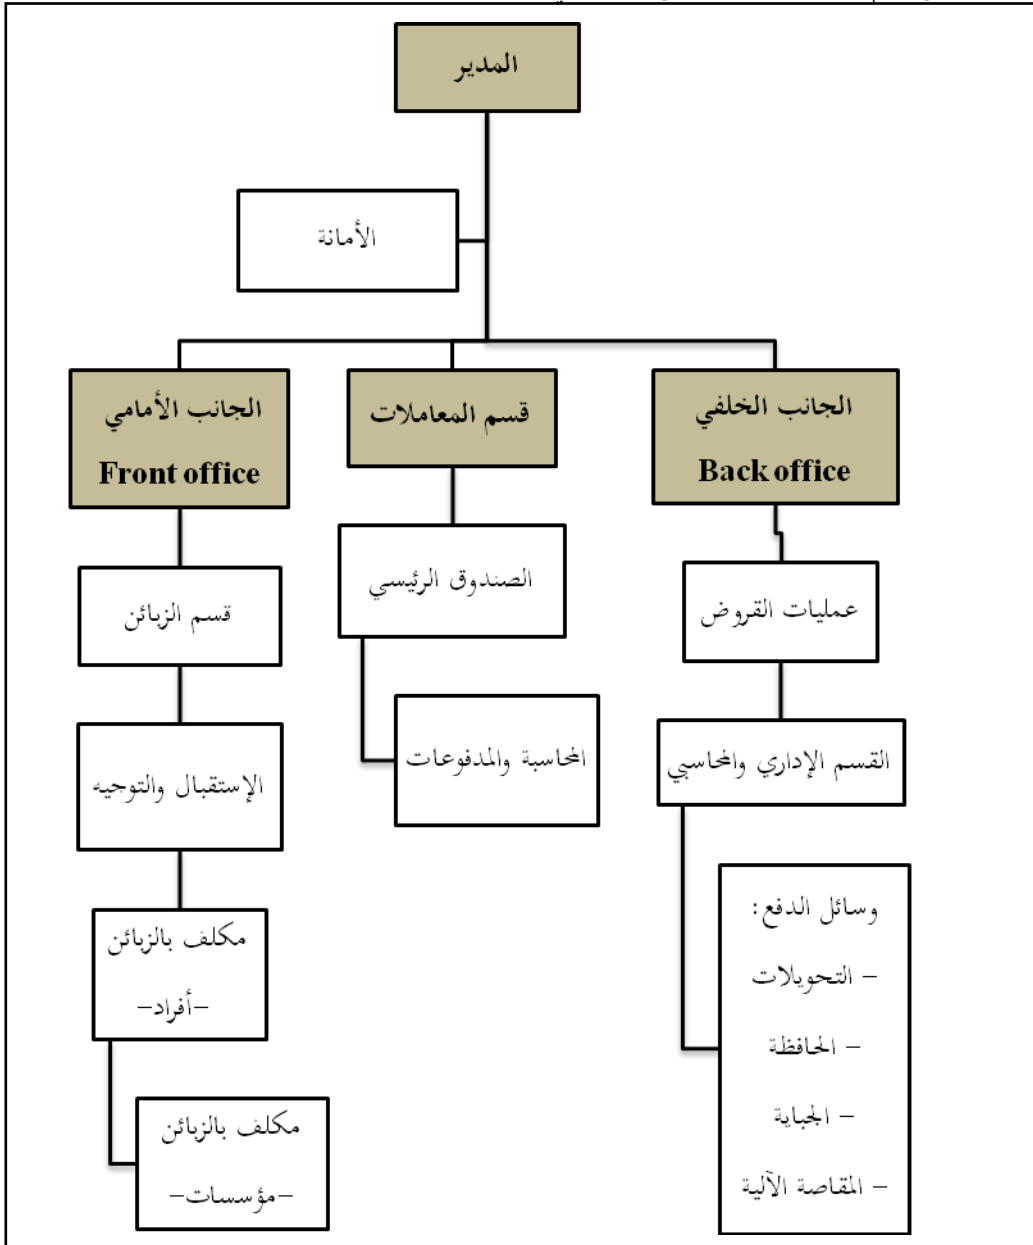 المدير
الأمانة
الجانب الخلفي
Back office
قسم المعاملات
الجانب الأمامي
Front office
عمليات القروض
القسم الإداري والمحاسبي
وسائل الدفع:
- التحويلات
- الحافظة
- الجباية
- المقاصة الآلية
الصندوق الرئيسي
المحاسبة والمدفوعات
قسم الزبائن
الإستقبال والتوجيه
مكلف بالزبائن
-أفراد-
مكلف بالزبائن
-مؤسسات-